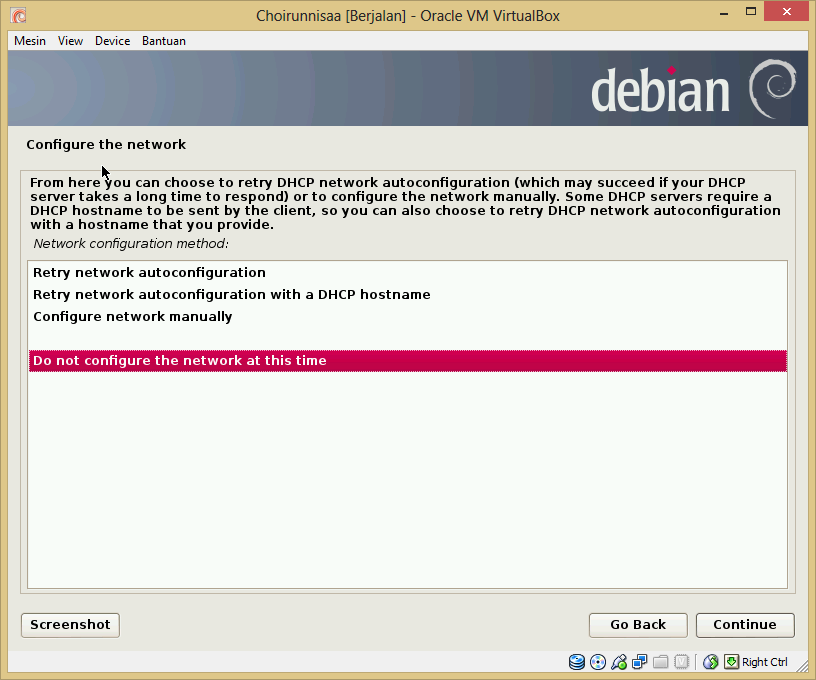 Choirunnisaa [Berjalan] - Oracle VM VirtualBox
Mesin View Device Bantuan
debian
Configure the network
From here you can choose to retry DHCP network autoconfiguration (which may succeed if your DHCP
server takes a long time to respond) or to configure the network manually. Some DHCP servers require a
DHCP hostname to be sent by the client, so you can also choose to retry DHCP network autoconfiguration
with a hostname that you provide.
Network configuration method:
Retry network autoconfiguration
Retry network autoconfiguration with a DHCP hostname
Configure network manually
Do not configure the network at this time
Screenshot Go Back Continue
Right Ctrl